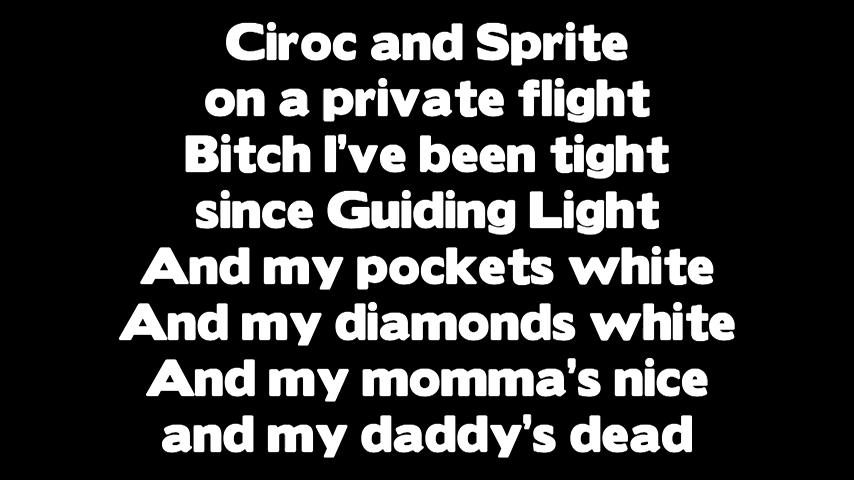 Ciroc and Sprite
on a private flight
Bitch I've been tight
since Guiding Light
And my pockets white
And my diamonds white
And my momma's nice
and my daddy's dead